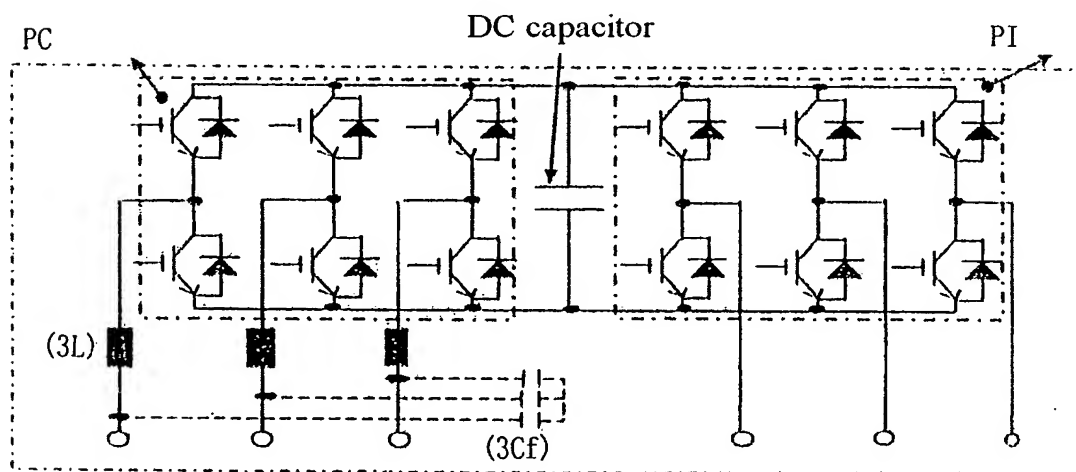 DC capacitor
PC
PI
(3L)
(3Cf)